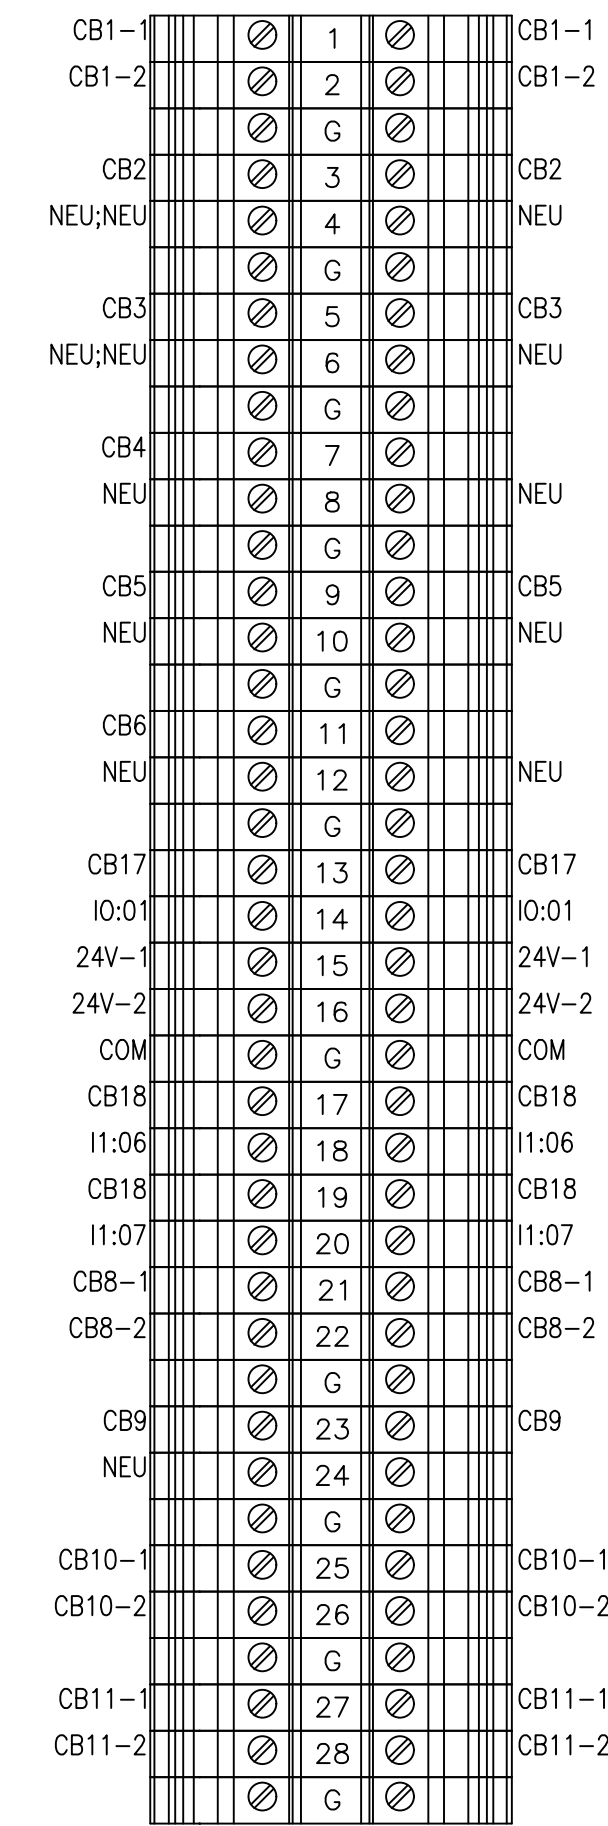 CB1-1 1 CB1-1
CB1-2 2 CB1-2
G
CB2 3 CB2
NEU;NEU 4 NEU
G
CB3 5 CB3
NEU;NEU 6 NEU
G
CB4 7
NEU 8 NEU
G
CB5 9 CB5
NEU 10 NEU
G
CB6 11
NEU 12 NEU
G
CB17 13 CB17
I0:01 14 I0:01
24V-1 15 24V-1
24V-2 16 24V-2
COM G COM
CB18 17 CB18
I1:06 18 I1:06
CB18 19 CB18
I1:07 20 I1:07
CB8-1 21 CB8-1
CB8-2 22 CB8-2
G
CB9 23 CB9
NEU 24
G
CB10-1 25 CB10-1
CB10-2 26 CB10-2
G
CB11-1 27 CB11-1
CB11-2 28 CB11-2
G